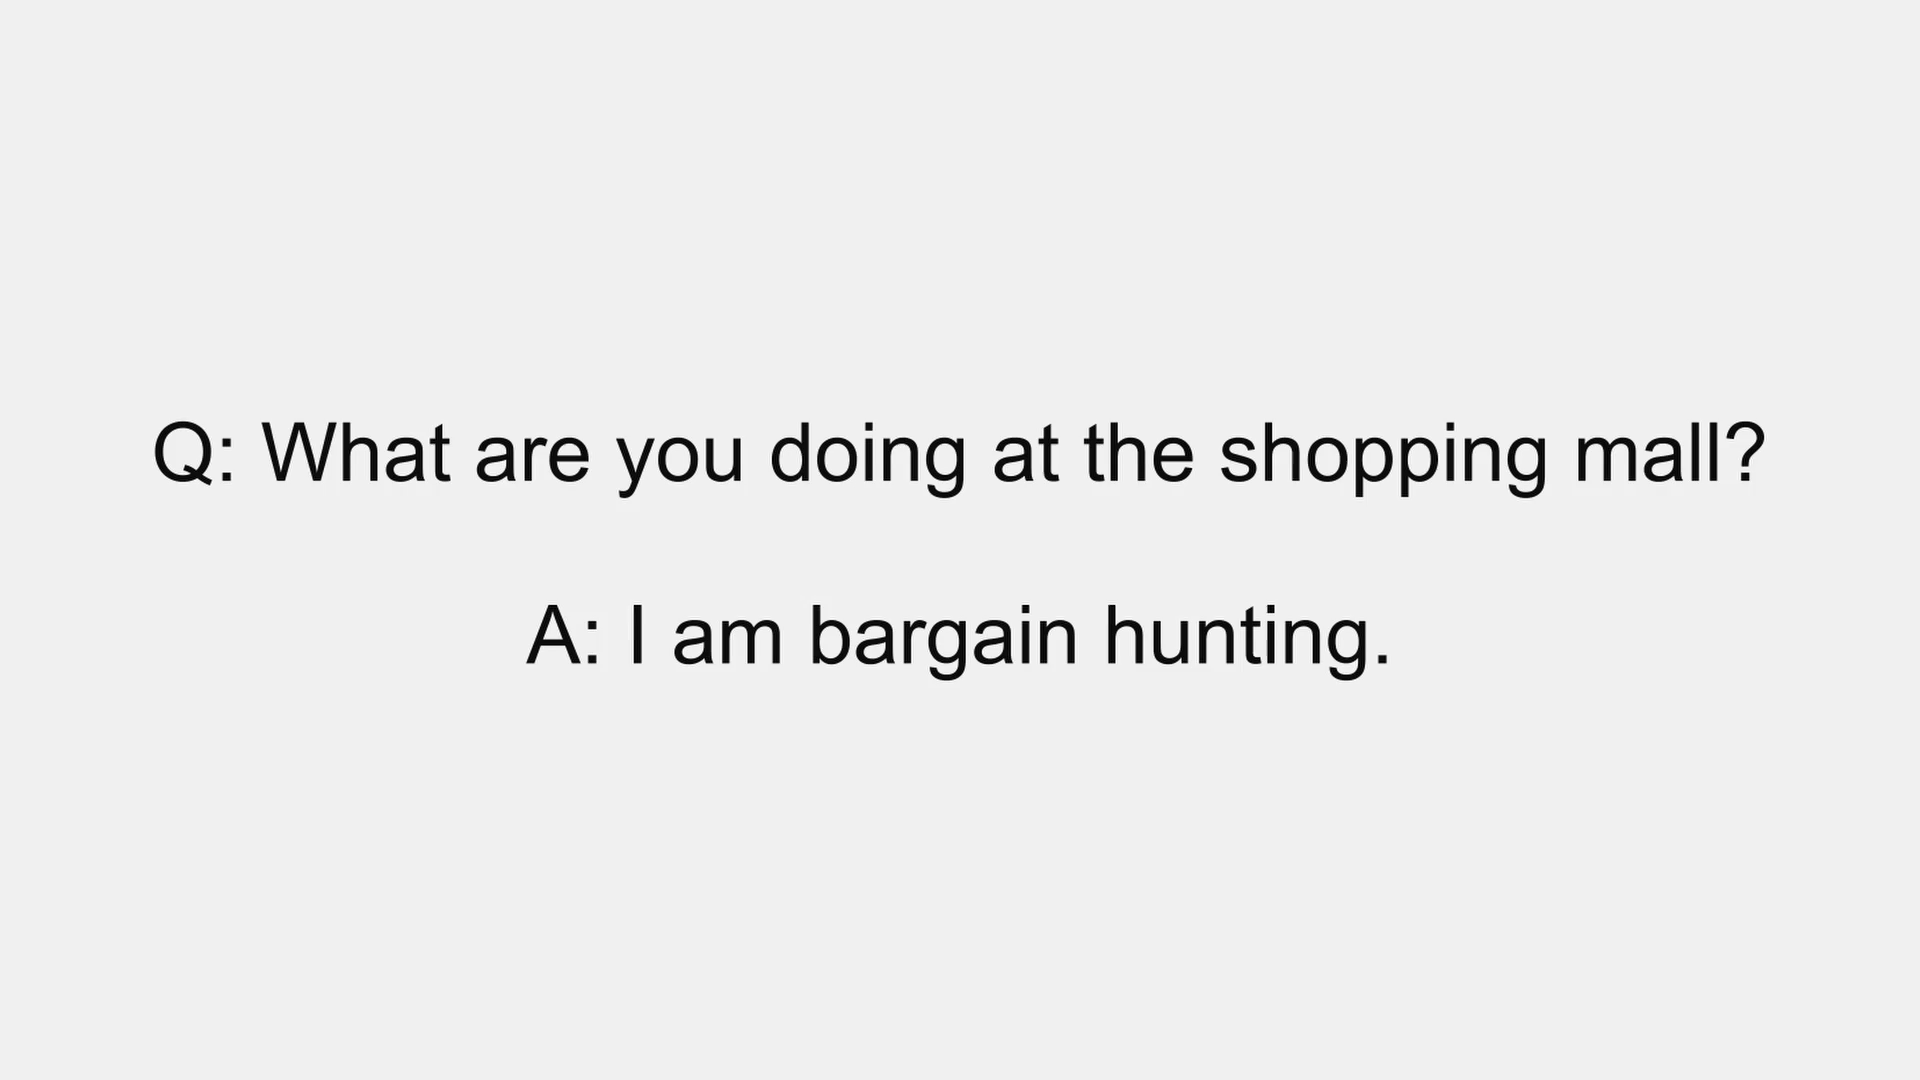 Q: What are you doing at the shopping mall?
A: I am bargain hunting.